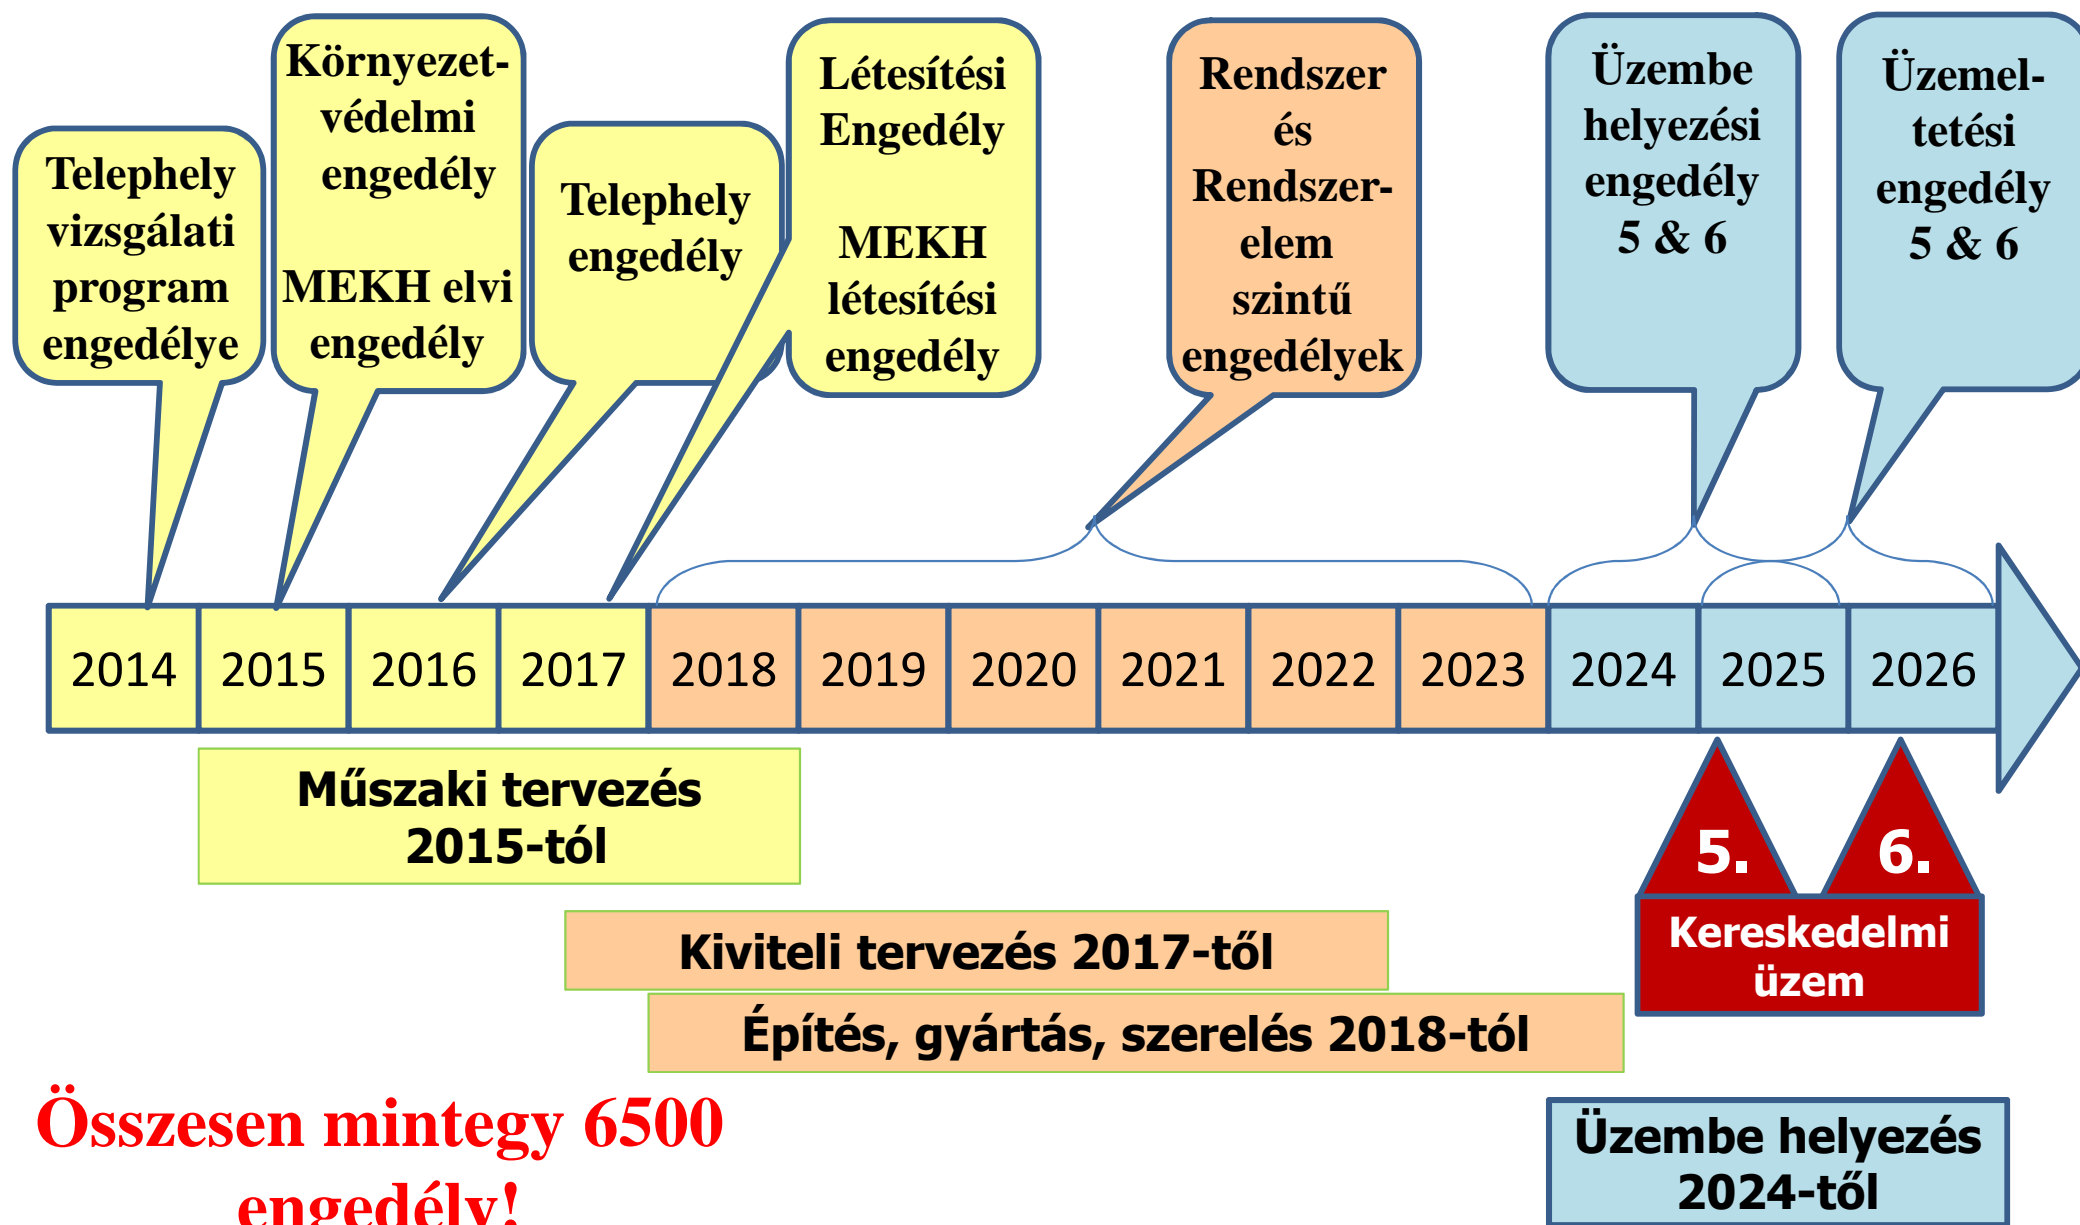 Telephely
vizsgálati
program
engedélye
Környezet-
védelmi
engedély
MEKH elvi
engedély
Telephely
engedély
Létesítési
Engedély
MEKH
létesítési
engedély
Rendszer
és
Rendszer-
elem
szintű
engedélyek
Üzembe
helyezési
engedély
5 & 6
Üzemel-
tetési
engedély
5 & 6
2014 2015 2016 2017 2018 2019 2020 2021 2022 2023 2024 2025 2026
Műszaki tervezés
2015-tól
5. 6.
Kereskedelmi
üzem
Kiviteli tervezés 2017-től
Építés, gyártás, szerelés 2018-tól
Összesen mintegy 6500
engedély!
Üzembe helyezés
2024-től